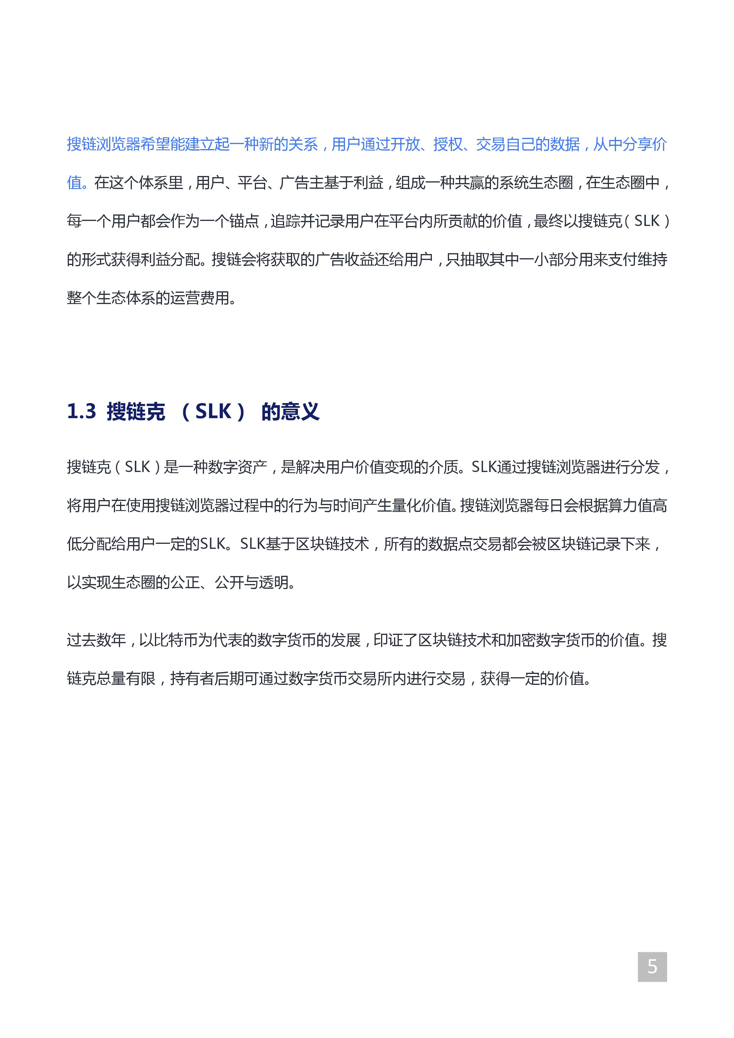 搜链浏览器希望能建立起一种新的关系，用户通过开放、授权、交易自己的数据，从中分享价
值。在这个体系里，用户、平台、广告主基于利益，组成一种共赢的系统生态圈，在生态圈中，
每一个用户都会作为一个锚点，追踪并记录用户在平台内所贡献的价值，最终以搜链克（SLK）
的形式获得利益分配。搜链会将获取的广告收益还给用户，只抽取其中一小部分用来支付维持
整个生态体系的运营费用。
1.3 搜链克 （SLK） 的意义
搜链克（SLK）是一种数字资产，是解决用户价值变现的介质。SLK通过搜链浏览器进行分发，
将用户在使用搜链浏览器过程中的行为与时间产生量化价值。搜链浏览器每日会根据算力值高
低分配给用户一定的SLK。SLK基于区块链技术，所有的数据点交易都会被区块链记录下来，
以实现生态圈的公正、公开与透明。
过去数年，以比特币为代表的数字货币的发展，印证了区块链技术和加密数字货币的价值。搜
链克总量有限，持有者后期可通过数字货币交易所内进行交易，获得一定的价值。
5